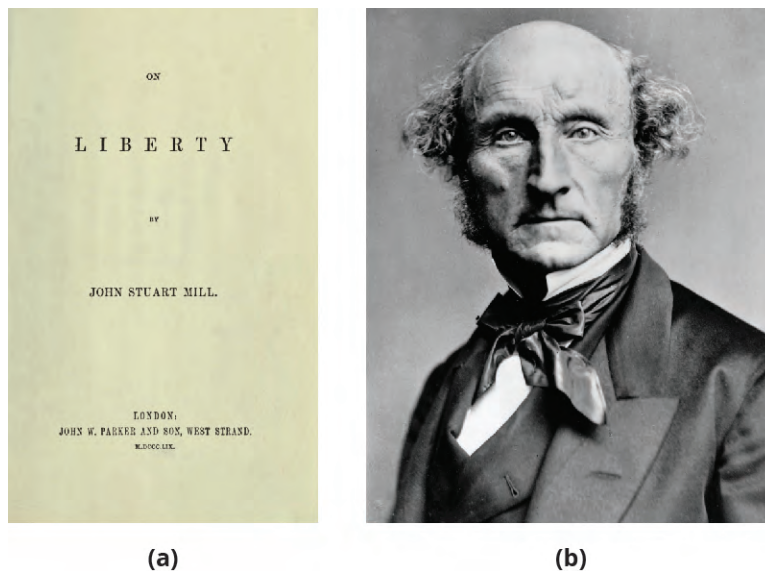 ON
LIBERTY
BY
JOHN STUART MILL.
LONDON:
JOHN W. PARKER AND SON, WEST STRAND.
M.DCCC.LIX.
(a)
(b)